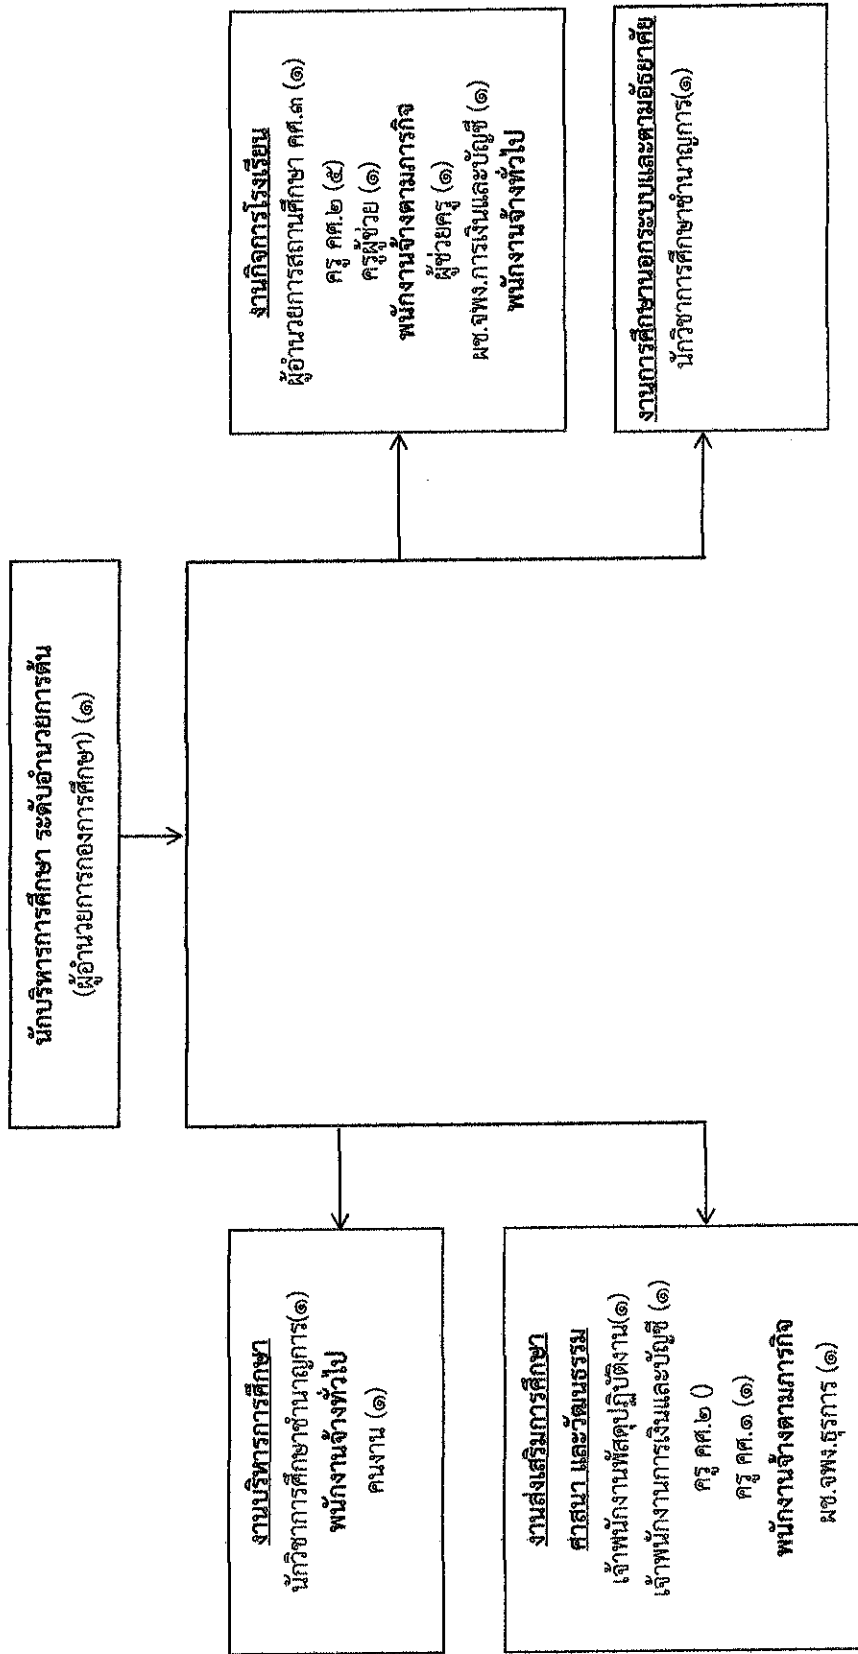 นักบริหารการศึกษา ระดับอำนวยการต้น
(ผู้อำนวยการกองการศึกษา) (๑)
งานบริหารการศึกษา
นักวิชาการศึกษาชำนาญการ(๑)
พนักงานจ้างทั่วไป
คนงาน (๑)
งานส่งเสริมการศึกษา
ศาสนา และวัฒนธรรม
เจ้าพนักงานพัสดุปฏิบัติงาน(๑)
เจ้าพนักงานการเงินและบัญชี (๑)
ครู คศ.๒ ()
ครู คศ.๑ (๑)
พนักงานจ้างตามภารกิจ
ผช.จพง.ธุรการ (๑)
งานกิจการโรงเรียน
ผู้อำนวยการสถานศึกษา คศ.๓ (๑)
ครู คศ.๒ (๕)
ครูผู้ช่วย (๑)
พนักงานจ้างตามภารกิจ
ผู้ช่วยครู (๑)
ผช.จพง.การเงินและบัญชี (๑)
พนักงานจ้างทั่วไป
งานการศึกษานอกระบบและตามอัธยาศัย
นักวิชาการศึกษาชำนาญการ(๑)